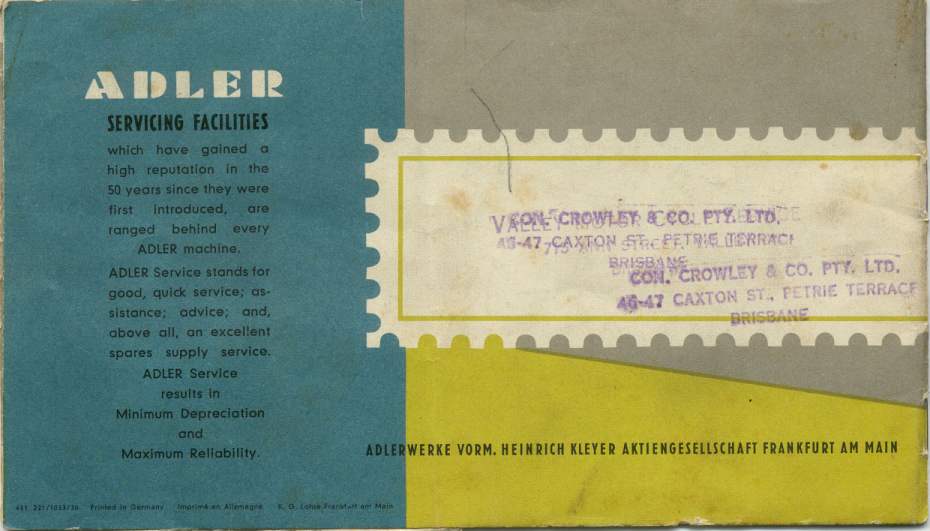 ADLER
SERVICING FACILITIES
which have gained a
high reputation in the
50 years since they were
first introduced, are
ranged behind every
ADLER machine.
ADLER Service stands for
good, quick service; as-
sistance; advice; and,
above all, an excellent
spares supply service.
ADLER Service
results in
Minimum Depreciation
and
Maximum Reliability.
Printed in Germany Imprimé en Allemagne Frankfurt am Main
VALLEY
CON. CROWLEY & CO. PTY. LTD.
46-47 CAXTON ST., PETRIE TERRACE
BRISBANE
CON. CROWLEY & CO. PTY. LTD.
46-47 CAXTON ST., PETRIE TERRACE
BRISBANE
ADLERWERKE VORM. HEINRICH KLEYER AKTIENGESELLSCHAFT FRANKFURT AM MAIN